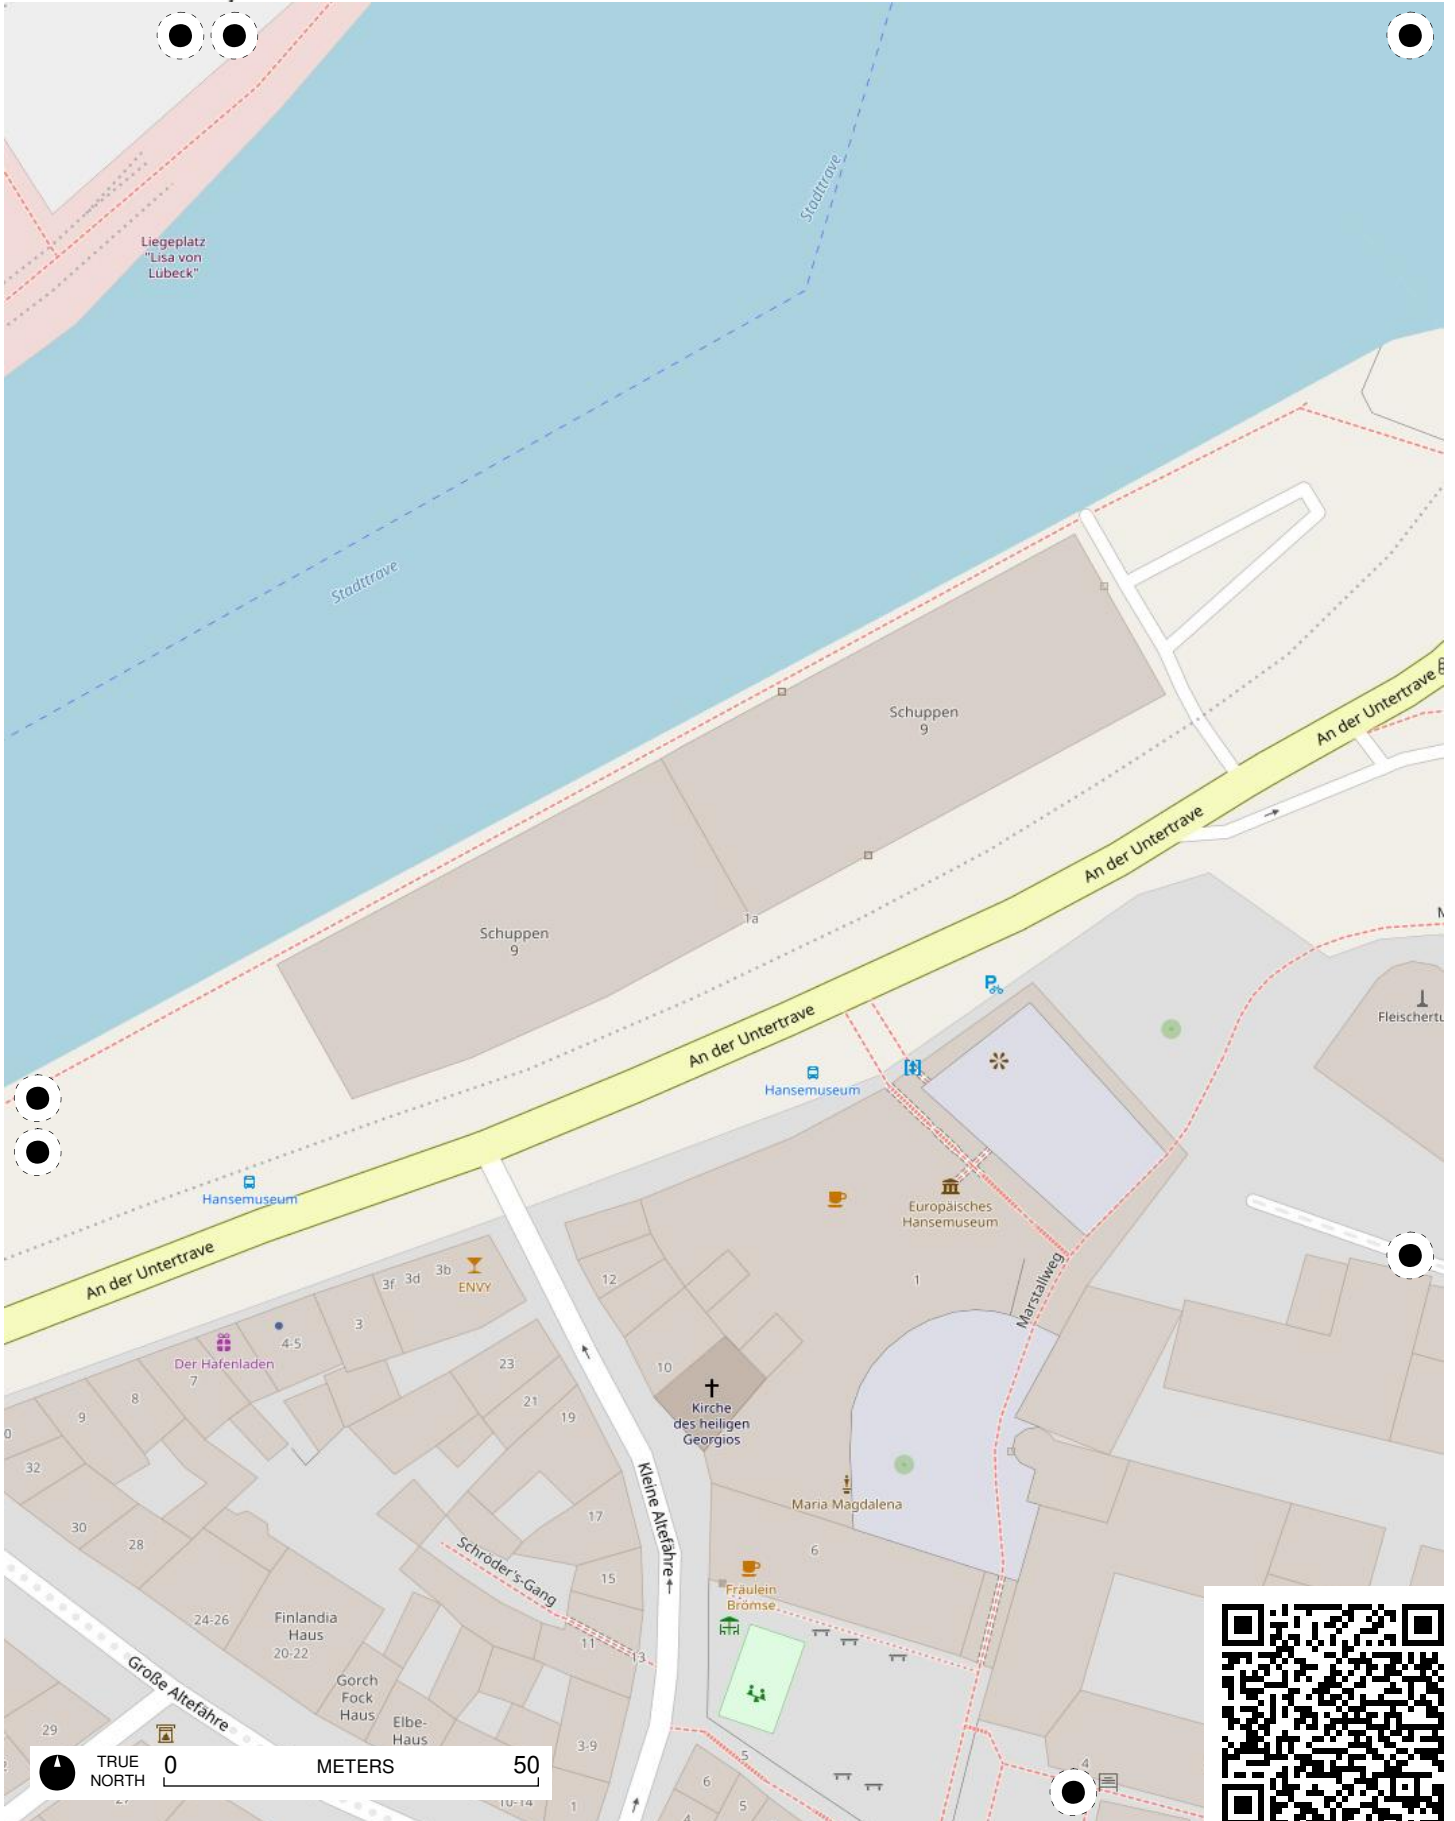 Stadttrave
Liegeplatz
"Lisa von
Lübeck"
Stadttrave
An der Untertrave
Schuppen
9
An der Untertrave
1a
Schuppen
9
P
Fleischertu
An der Untertrave
Hansemuseum
Hansemuseum
Europäisches
Hansemuseum
An der Untertrave
3b
3d
3f
ENVY
12
1
Marstallweg
3
4-5
Der Hafenladen
7
23
10
8
21
9
19
Kirche
des heiligen
Georgios
0
32
Kleine Altefähre
Maria Magdalena
17
30
28
6
Schröder's-Gang
15
Fräulein
Brömse
24-26
Finlandia
Haus
20-22
11
13
Große Altefähre
Gorch
Fock
Haus
Elbe-
Haus
29
3-9
5
4
6
5
4
1
10-14
27
TRUE
NORTH
0
METERS
50